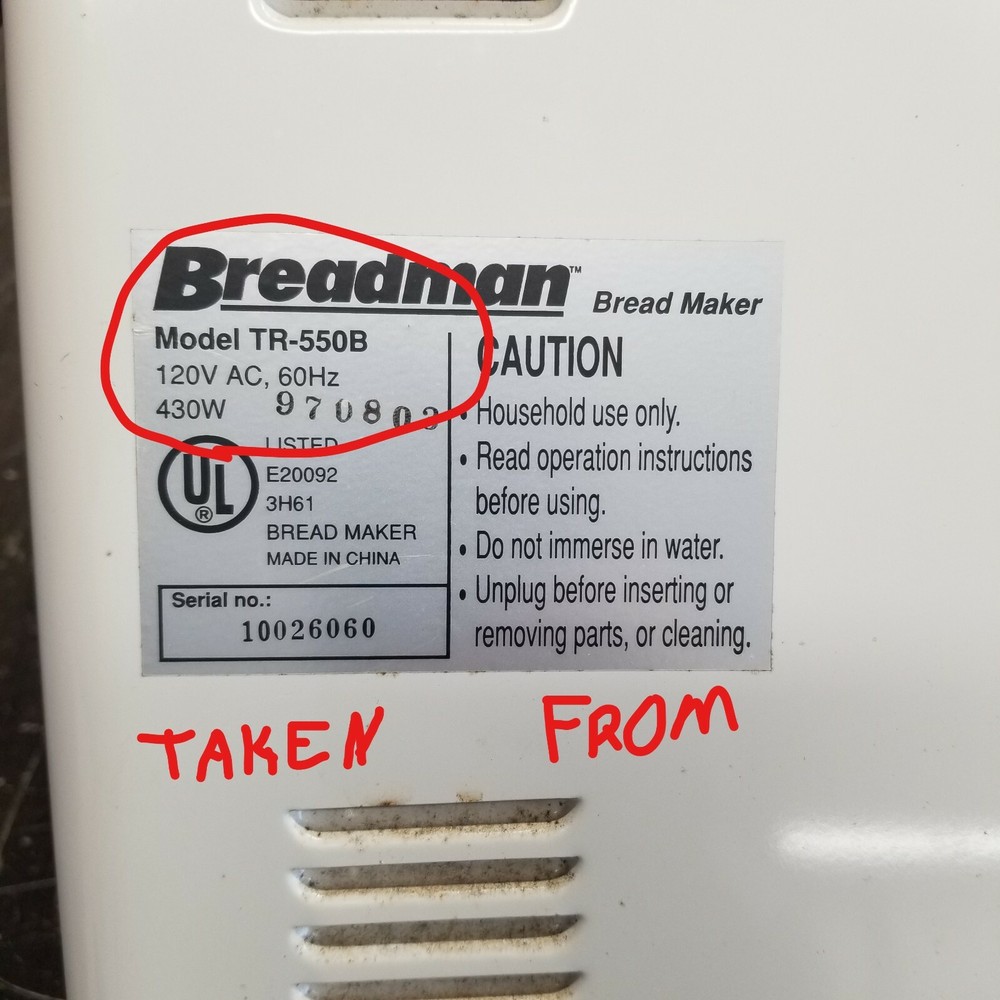 Breadman™ Bread Maker
Model TR-550B
120V AC, 60Hz
430W 970803
LISTED
UL®
E20092
3H61
BREAD MAKER
MADE IN CHINA
Serial no.:
10026060
CAUTION
• Household use only.
• Read operation instructions
before using.
• Do not immerse in water.
• Unplug before inserting or
removing parts, or cleaning.
TAKEN FROM